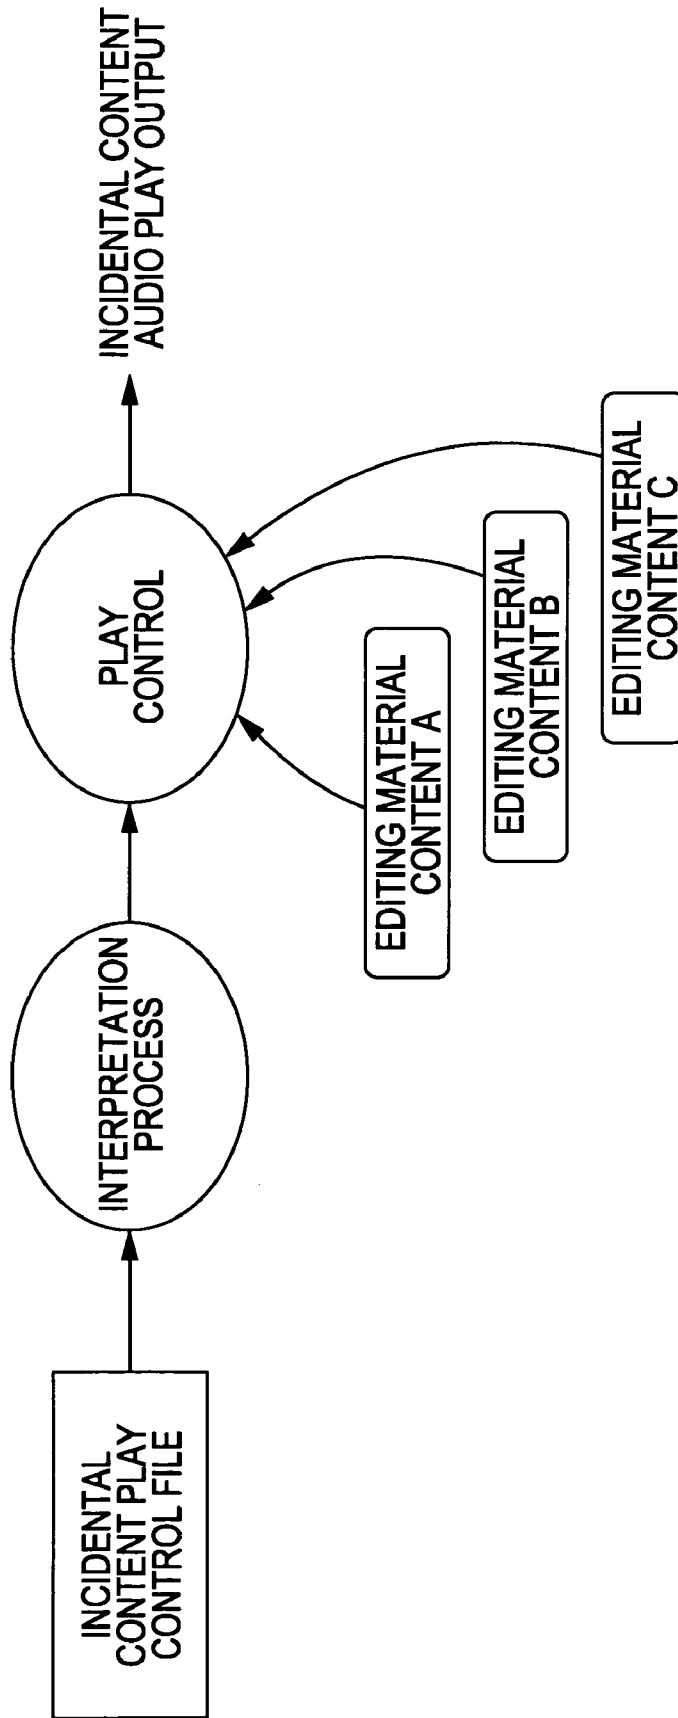 INCIDENTAL
CONTENT PLAY
CONTROL FILE
INTERPRETATION
PROCESS
PLAY
CONTROL
INCIDENTAL CONTENT
AUDIO PLAY OUTPUT
EDITING MATERIAL
CONTENT A
EDITING MATERIAL
CONTENT B
EDITING MATERIAL
CONTENT C